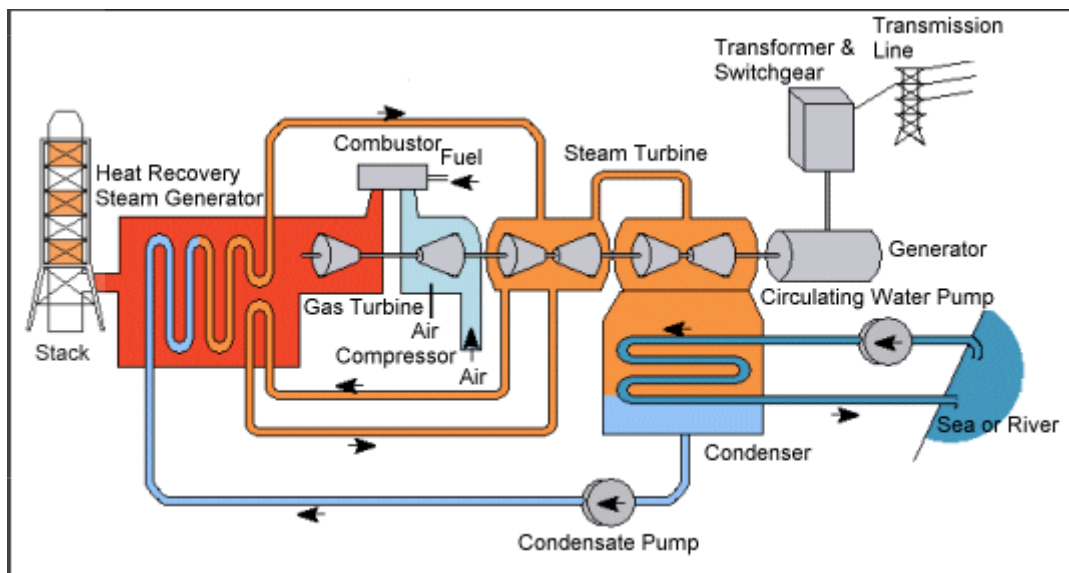 Transmission
Line
Transformer &
Switchgear
Combustor
Fuel
Steam Turbine
Heat Recovery
Steam Generator
Generator
Gas Turbine
Air
Compressor
Air
Circulating Water Pump
Stack
Sea or River
Condenser
Condensate Pump